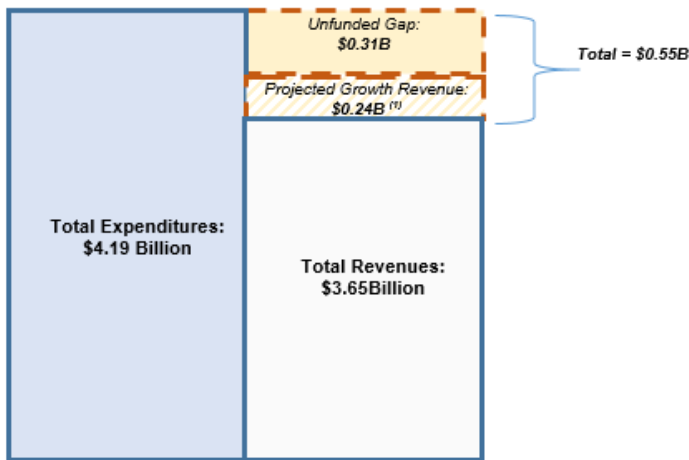 Unfunded Gap:
$0.31B
Total = $0.55B
Projected Growth Revenue:
$0.24B (1)
Total Expenditures:
$4.19 Billion
Total Revenues:
$3.65Billion